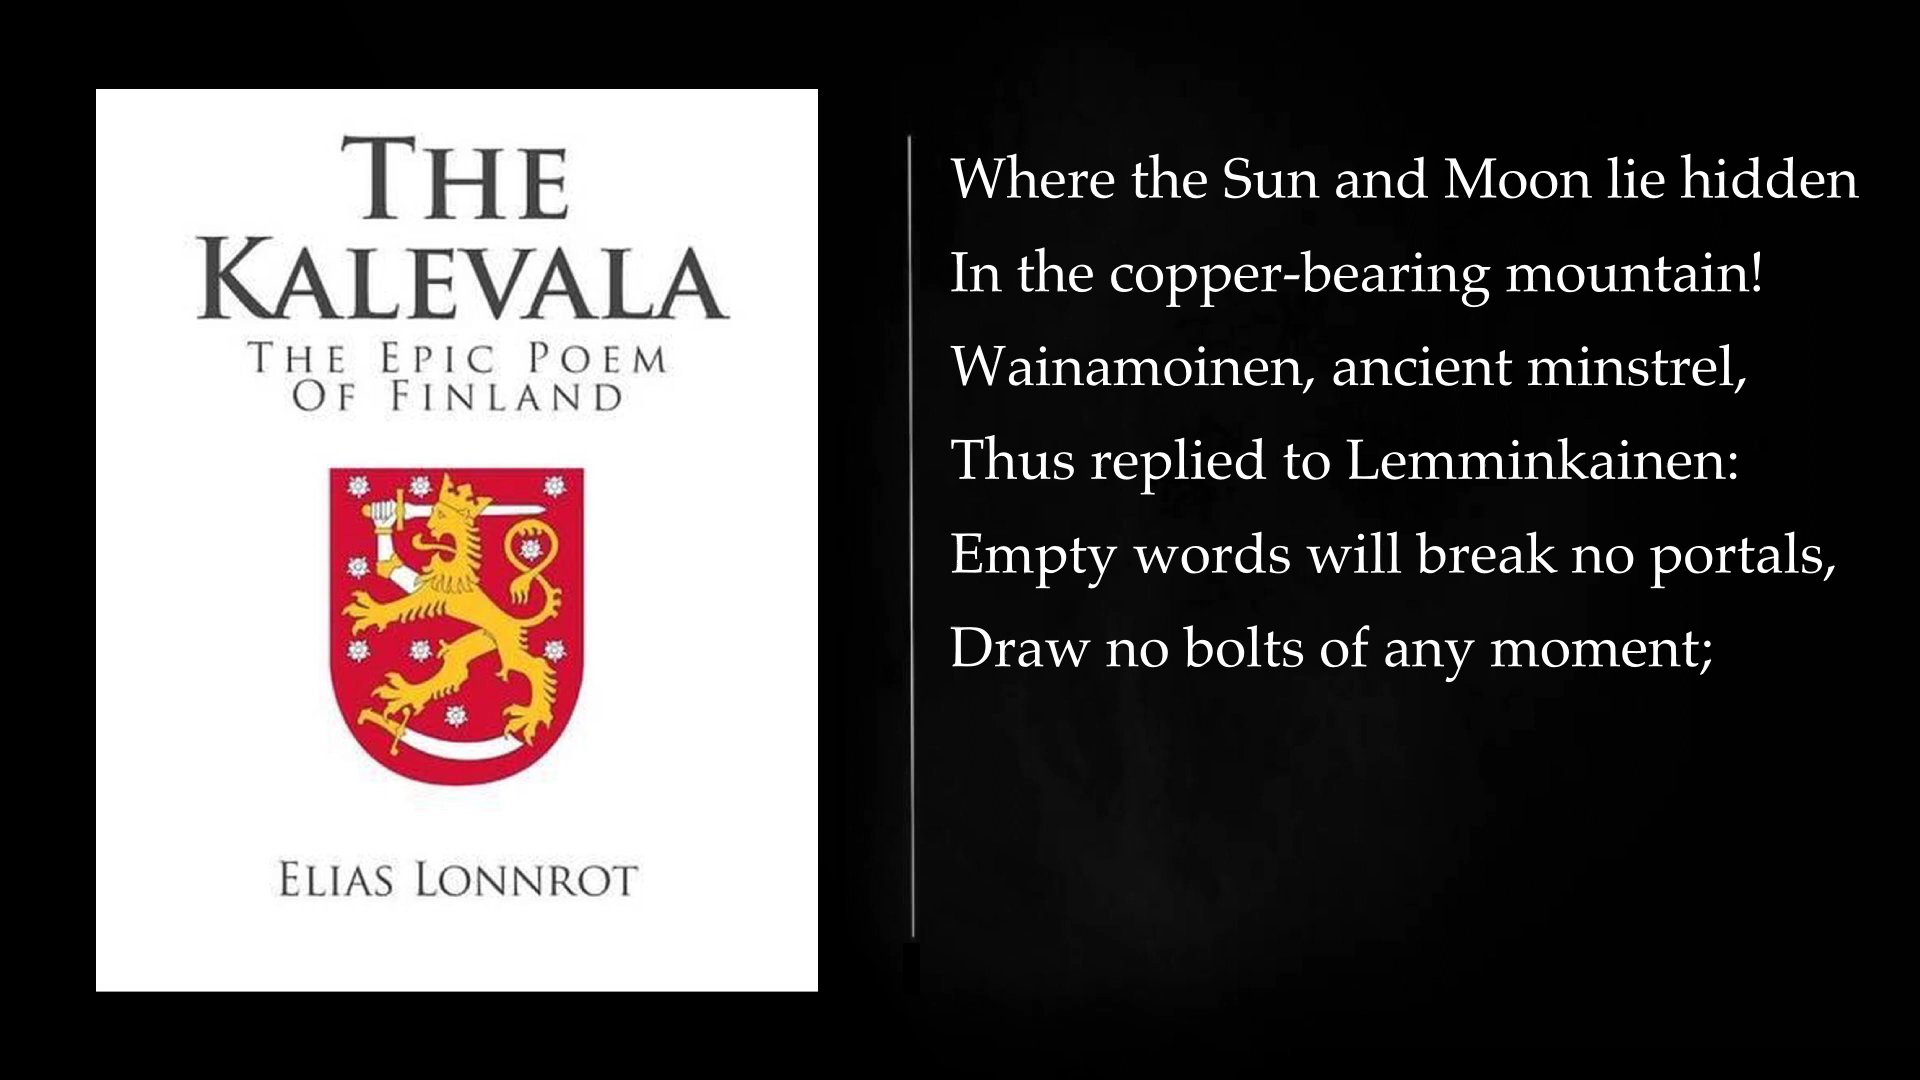 THE
KALEVALA
THE EPIC POEM
OF FINLAND
ELIAS LONNROT
Where the Sun and Moon lie hidden
In the copper-bearing mountain!
Wainamoinen, ancient minstrel,
Thus replied to Lemminkainen:
Empty words will break no portals,
Draw no bolts of any moment;